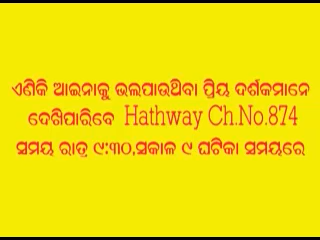 ଏଣିକି ଆଇନାକୁ ଭଲପାଉଥିବା ପ୍ରିୟ ଦର୍ଶକମାନେ
ଦେଖିପାରିବେ Hathway Ch.No.874
ସମୟ ରାତ୍ର ୯:୩୦,ସକାଳ ୯ ଘଟିକା ସମୟରେ